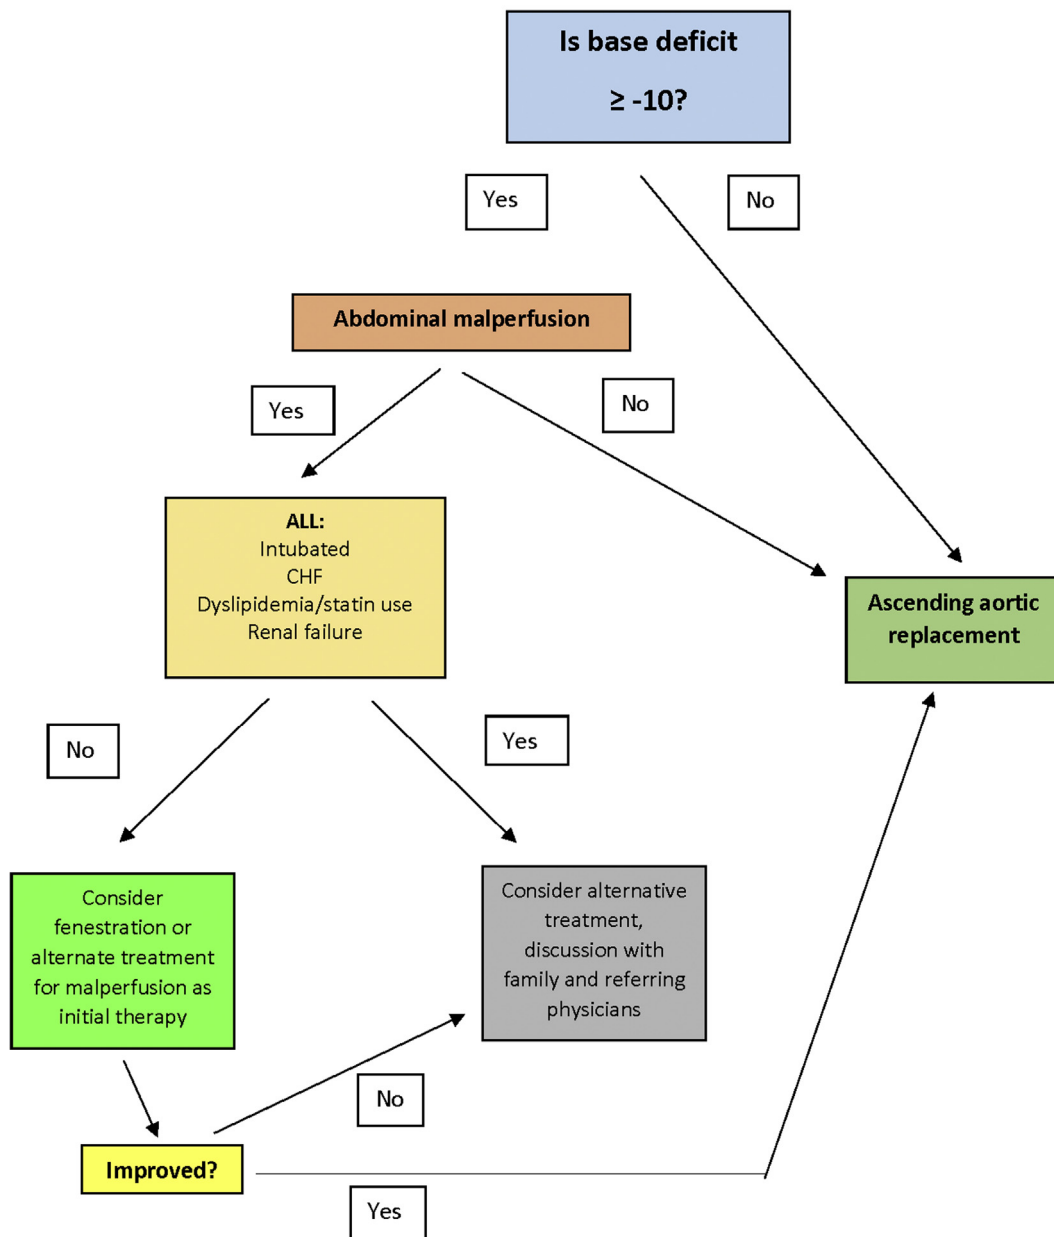 Is base deficit
≥ -10?
Yes
No
Abdominal malperfusion
Yes
No
ALL:
Intubated
CHF
Dyslipidemia/statin use
Renal failure
Ascending aortic
replacement
No
Yes
Consider
fenestration or
alternate treatment
for malperfusion as
initial therapy
Consider alternative
treatment,
discussion with
family and referring
physicians
No
Improved?
Yes